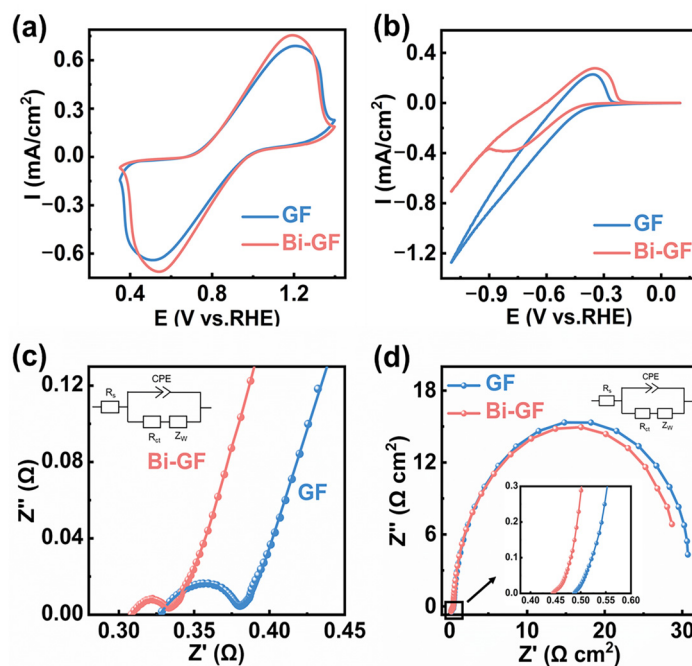 (a)
I (mA/cm²)
0.6
0.3
0.0
−0.3
−0.6
GF
Bi-GF
0.4
0.8
1.2
E (V vs.RHE)
(b)
I (mA/cm²)
0.4
0.0
−0.4
−0.8
−1.2
GF
Bi-GF
−0.9
−0.6
−0.3
0.0
E (V vs.RHE)
(c)
Z'' (Ω)
0.12
0.08
0.04
0.00
Rs
CPE
Rct
Zw
Bi-GF
GF
0.30
0.35
0.40
0.45
Z' (Ω)
(d)
Z'' (Ω cm²)
18
12
6
0
GF
Bi-GF
Rs
CPE
Rct
Zw
0.3
0.2
0.1
0.0
0.40
0.45
0.50
0.55
0.60
0
10
20
30
Z' (Ω cm²)